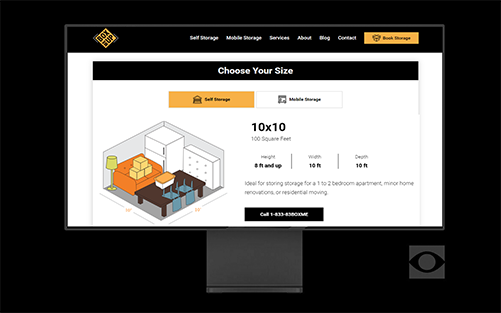 BOX UP
Self Storage Mobile Storage Services About Blog Contact Book Storage
Choose Your Size
Self Storage Mobile Storage
10x10
100 Square Feet
Height Width Depth
8 ft and up 10 ft 10 ft
Ideal for storing storage for a 1 to 2 bedroom apartment, minor home
renovations, or residential moving.
Call 1-833-83BOXME